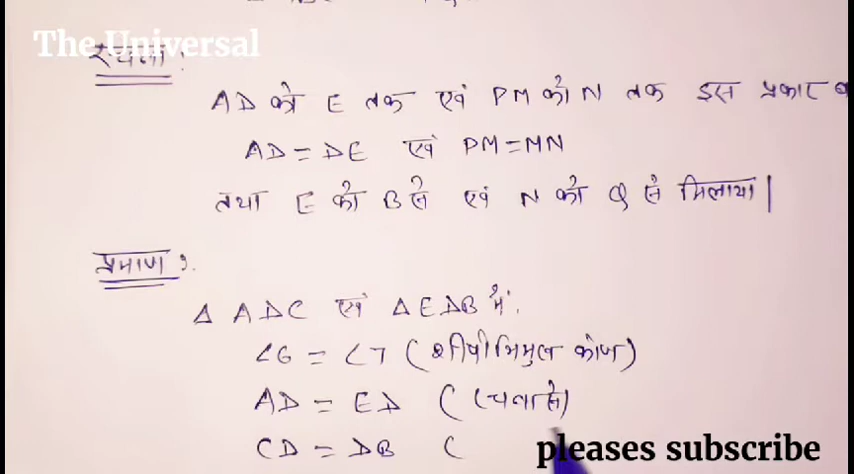 The Universal
रचना :
AD को E तक एवं PM को N तक इस प्रकार ब
AD = DE एवं PM = MN
तथा E को B से एवं N को Q से मिलाया |
प्रमाण :
Δ ADC एवं Δ EDB में.
∠6 = ∠7 ( शीर्षाभिमुख कोण )
AD = ED ( रचना से )
CD = DB (
pleases subscribe